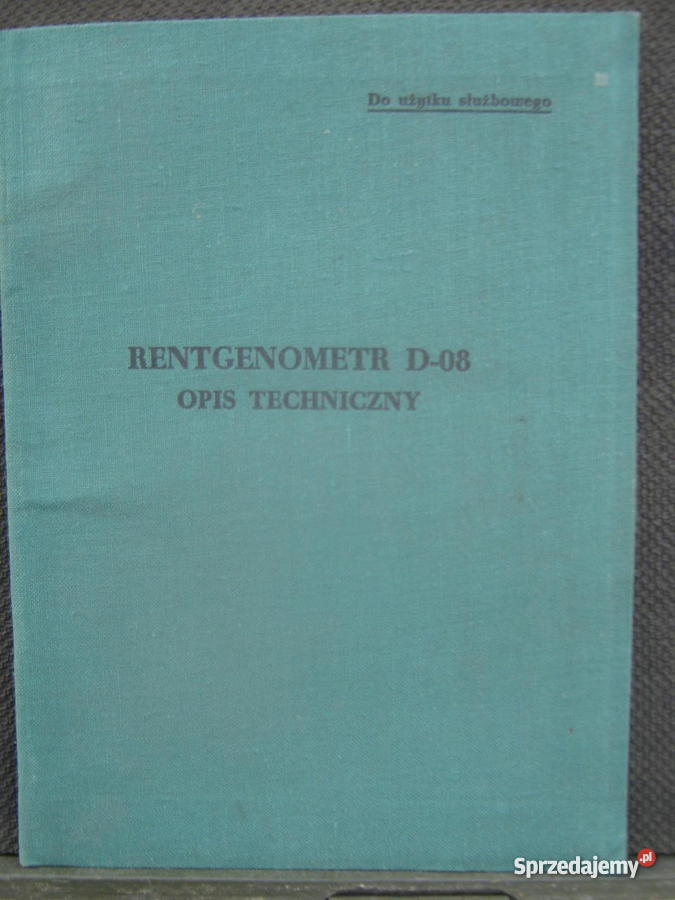 Do użytku służbowego
RENTGENOMETR D-08
OPIS TECHNICZNY
Sprzedajemy.pl